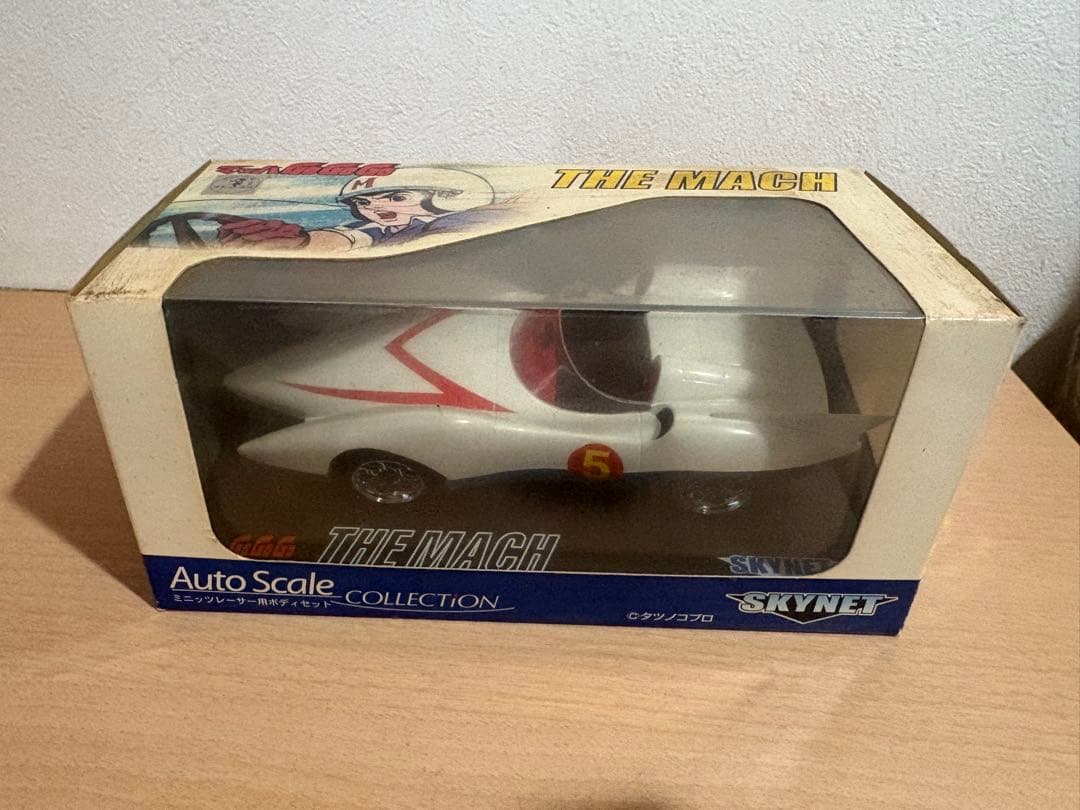 マッハGoGoGo
THE MACH
M
5
GoGoGo THE MACH
SKYNET
Auto Scale
COLLECTiON
ミニッツレーサー用ボディセット
©タツノコプロ
SKYNET